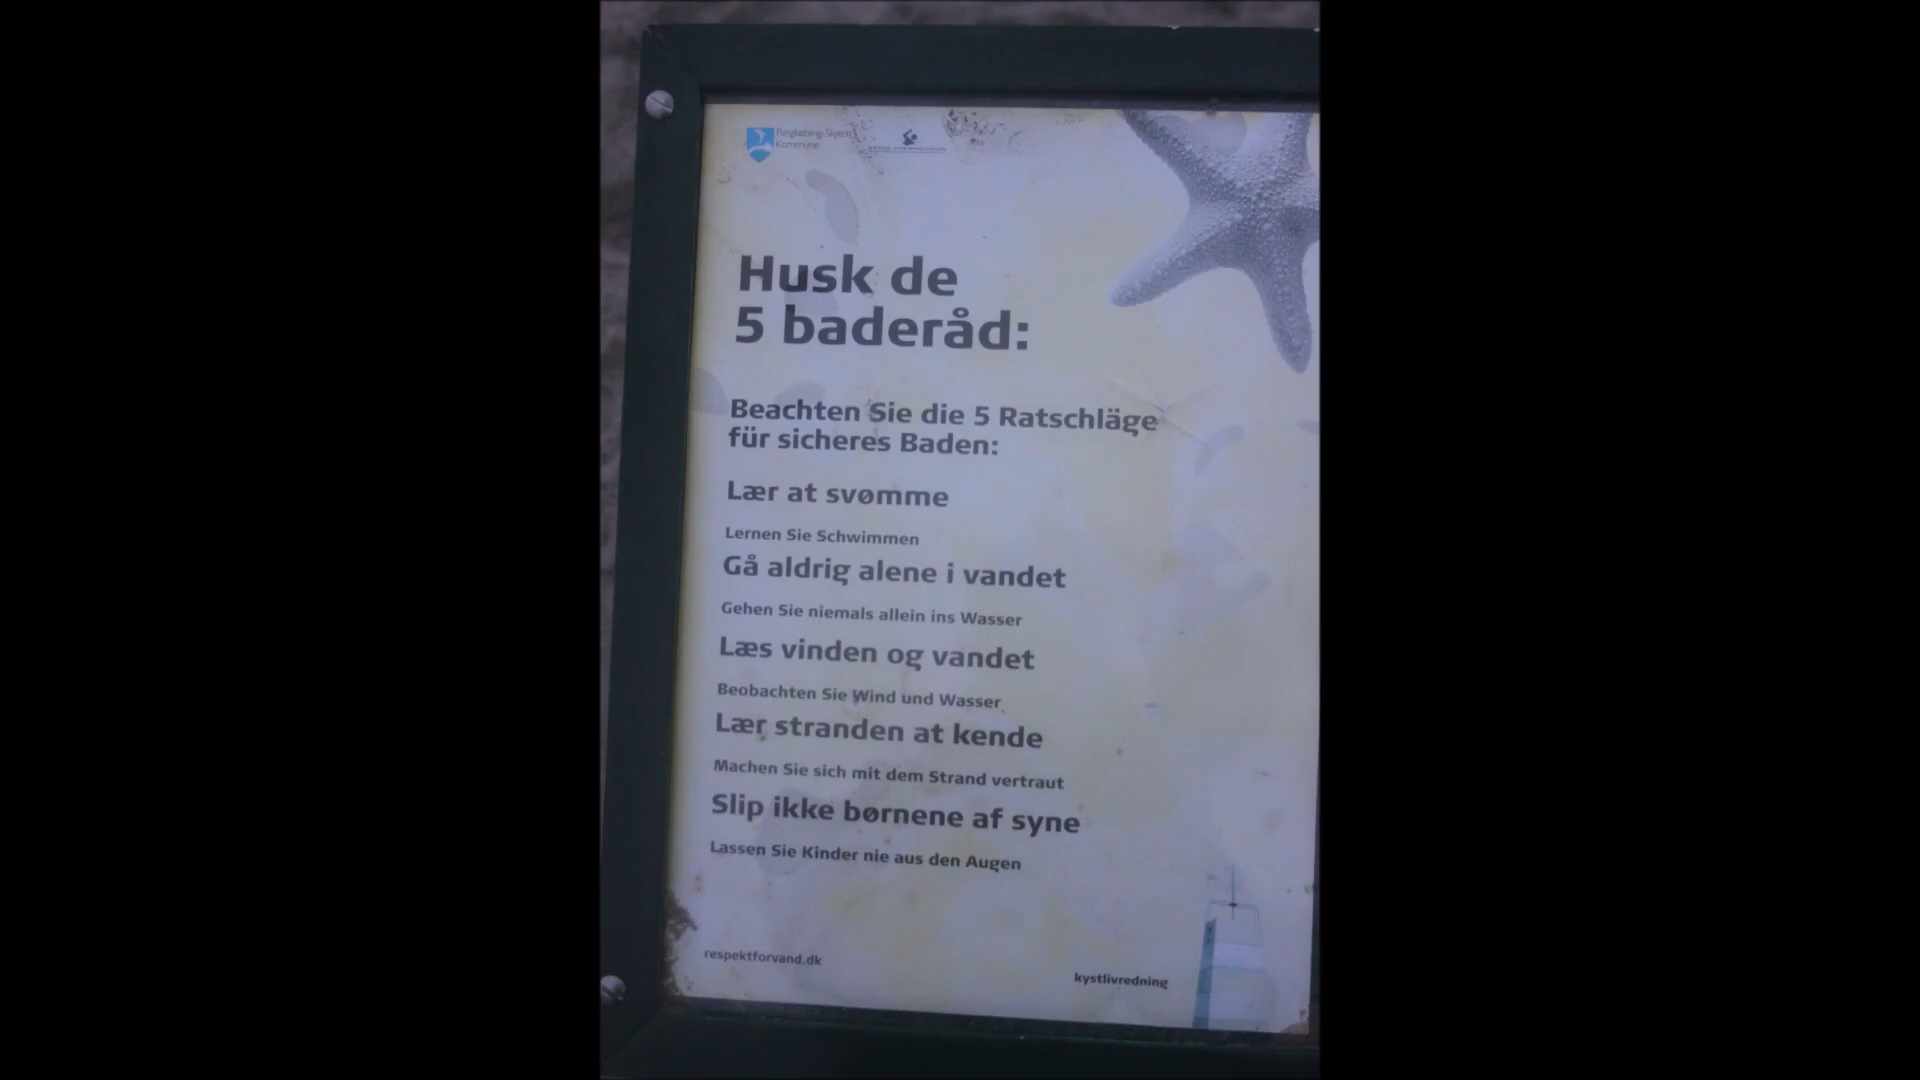 Ringkøbing-Skjern
Kommune
Husk de
5 baderåd:
Beachten Sie die 5 Ratschläge
für sicheres Baden:
Lær at svømme
Lernen Sie Schwimmen
Gå aldrig alene i vandet
Gehen Sie niemals allein ins Wasser
Læs vinden og vandet
Beobachten Sie Wind und Wasser
Lær stranden at kende
Machen Sie sich mit dem Strand vertraut
Slip ikke børnene af syne
Lassen Sie Kinder nie aus den Augen
respektforvand.dk
kystlivredning